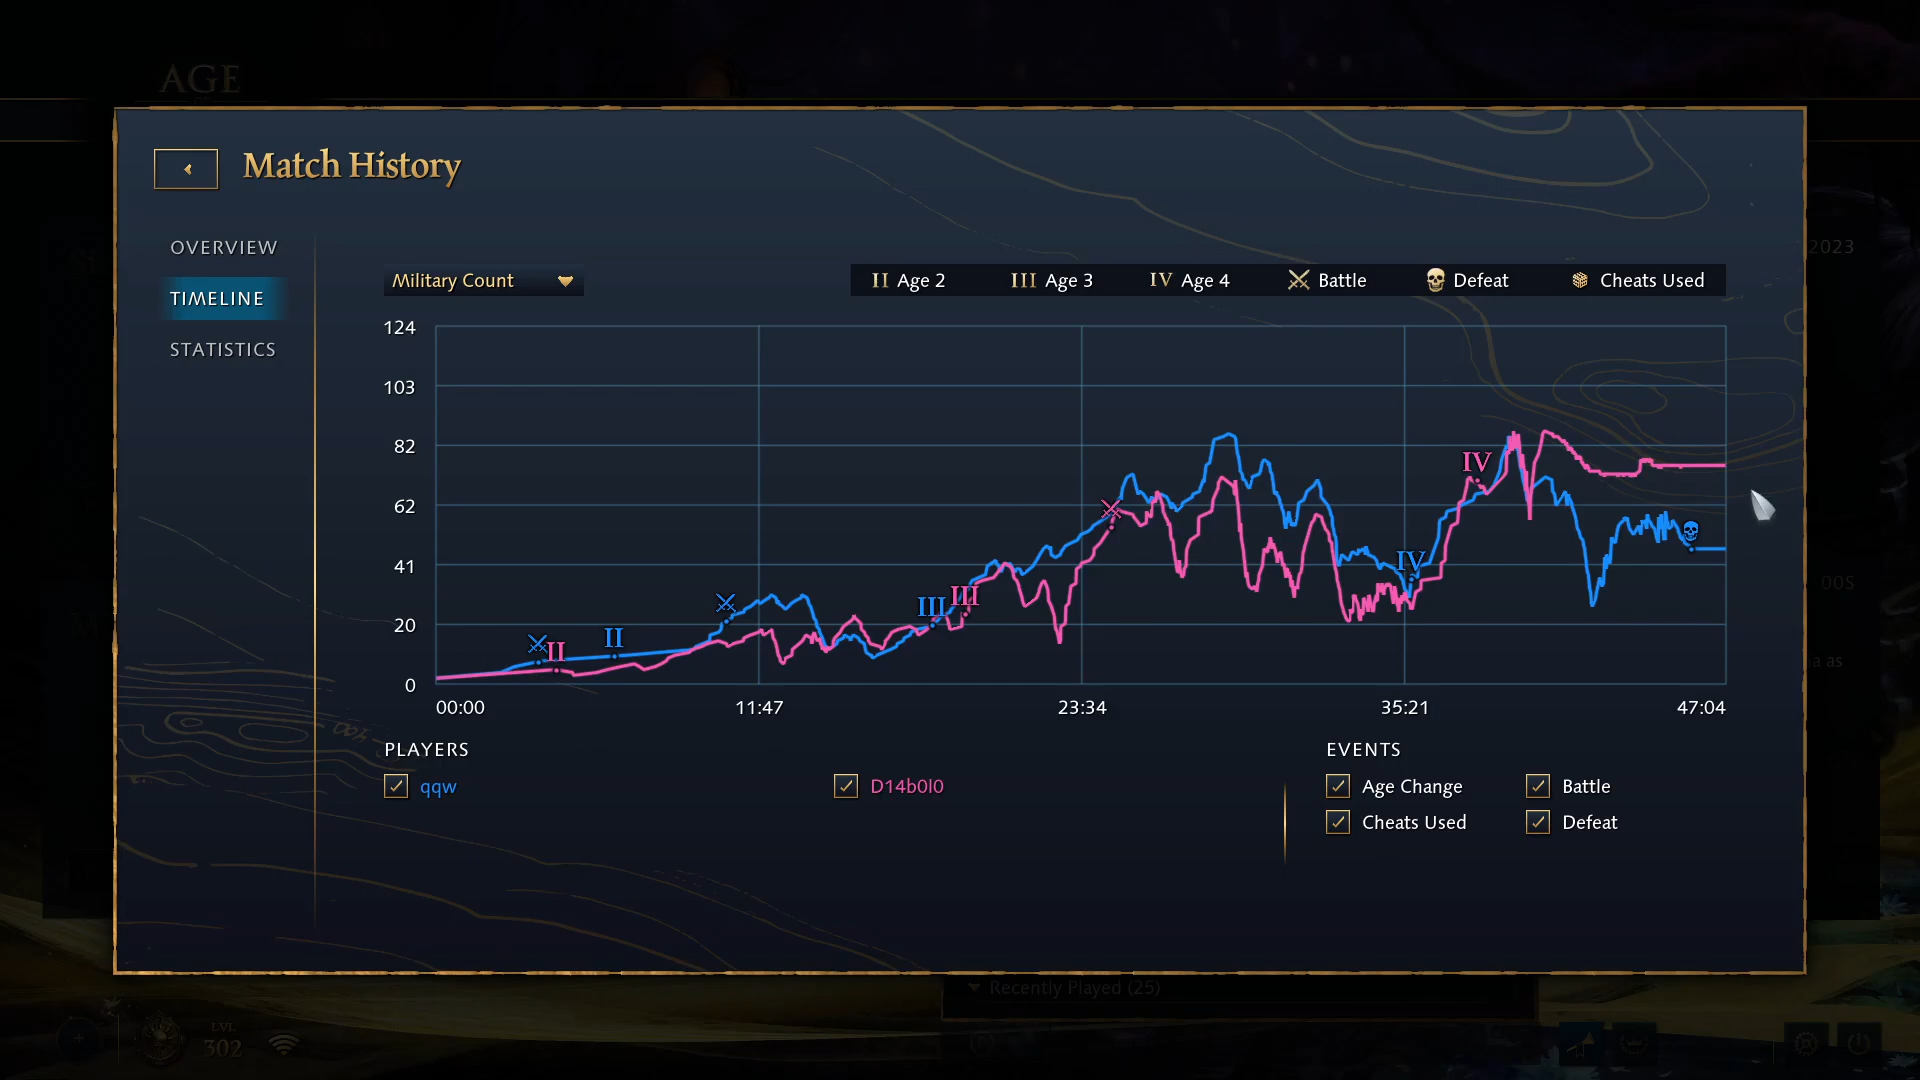 AGE
Match History
OVERVIEW
TIMELINE
STATISTICS
Military Count
II Age 2
III Age 3
IV Age 4
Battle
Defeat
Cheats Used
124
103
82
62
41
20
0
II
II
III
III
IV
IV
00:00
11:47
23:34
35:21
47:04
PLAYERS
qqw
D14b0l0
EVENTS
Age Change
Battle
Cheats Used
Defeat
2023
00S
Recently Played (25)
LVL
302